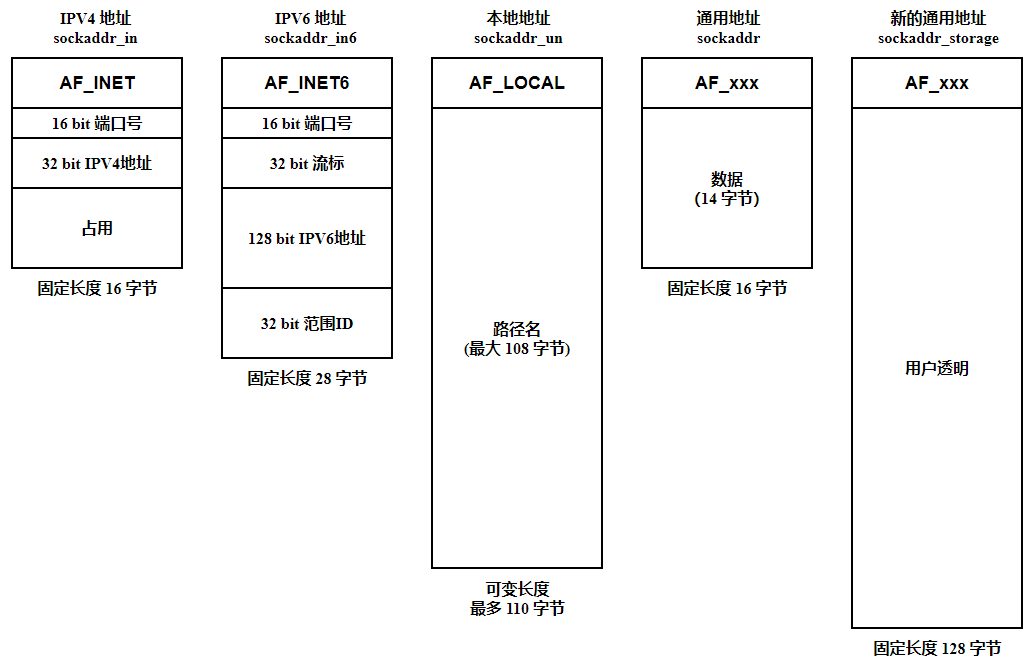 IPV4 地址
sockaddr_in
AF_INET
16 bit 端口号
32 bit IPV4地址
占用
固定长度 16 字节
IPV6 地址
sockaddr_in6
AF_INET6
16 bit 端口号
32 bit 流标
128 bit IPV6地址
32 bit 范围ID
固定长度 28 字节
本地地址
sockaddr_un
AF_LOCAL
路径名
(最大 108 字节)
可变长度
最多 110 字节
通用地址
sockaddr
AF_xxx
数据
(14 字节)
固定长度 16 字节
新的通用地址
sockaddr_storage
AF_xxx
用户透明
固定长度 128 字节